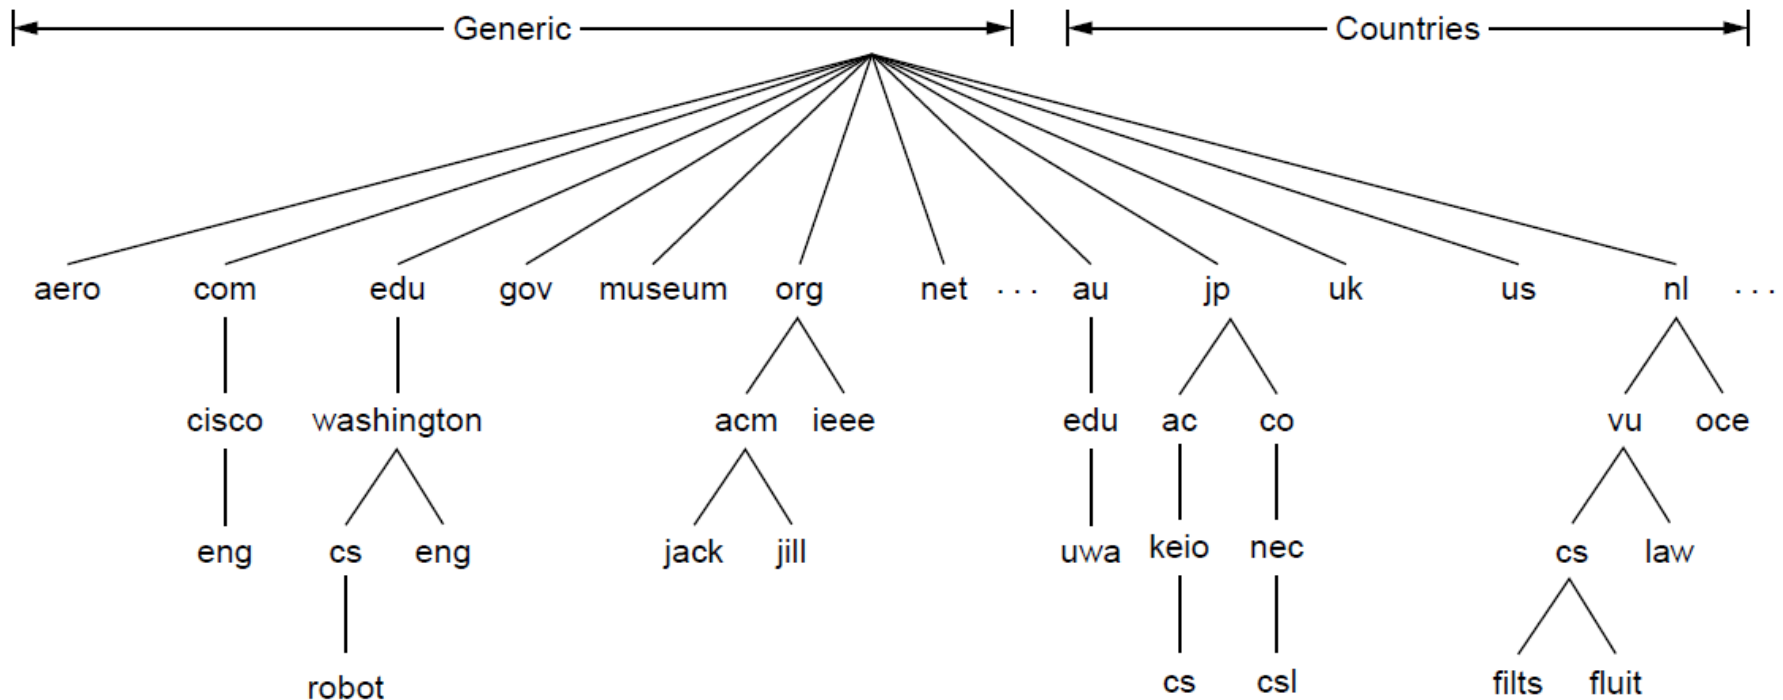 Generic Countries
aero com edu gov museum org net ... au jp uk us nl ...
cisco washington acm ieee edu ac co vu oce
eng cs eng jack jill uwa keio nec cs law
robot cs csl filts fluit